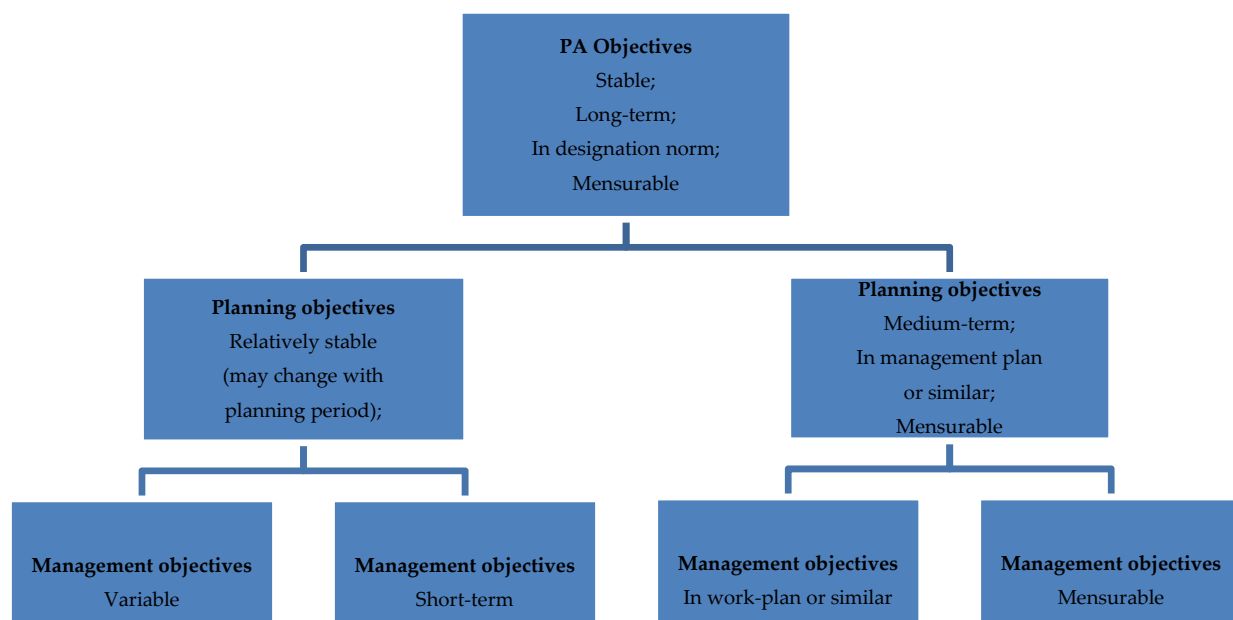 PA Objectives
Stable;
Long-term;
In designation norm;
Mensurable
Planning objectives
Relatively stable
(may change with
planning period);
Planning objectives
Medium-term;
In management plan
or similar;
Mensurable
Management objectives
Variable
Management objectives
Short-term
Management objectives
In work-plan or similar
Management objectives
Mensurable